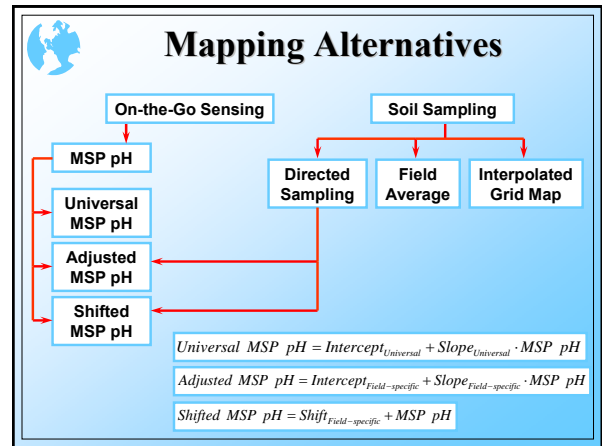 Mapping Alternatives
On-the-Go Sensing
Soil Sampling
MSP pH
Directed
Sampling
Field
Average
Interpolated
Grid Map
Universal
MSP pH
Adjusted
MSP pH
Shifted
MSP pH
Universal MSP pH = Intercept_Universal + Slope_Universal · MSP pH
Adjusted MSP pH = Intercept_Field−specific + Slope_Field−specific · MSP pH
Shifted MSP pH = Shift_Field−specific + MSP pH